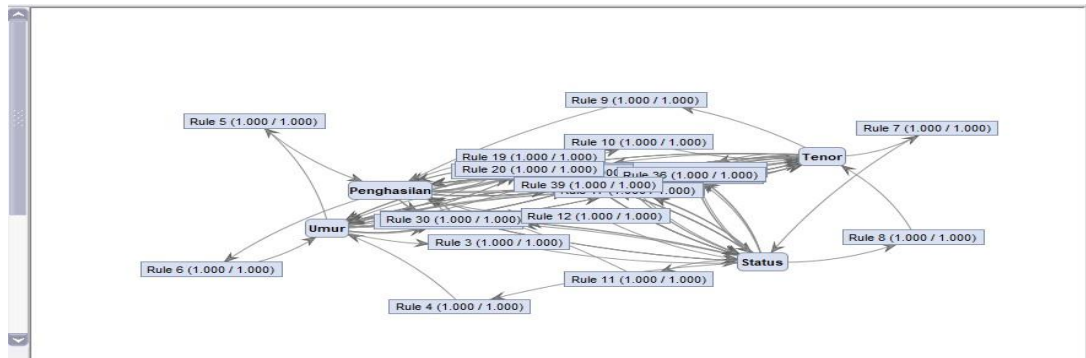 Rule 9 (1.000 / 1.000)
Rule 5 (1.000 / 1.000)
Rule 7 (1.000 / 1.000)
Rule 10 (1.000 / 1.000)
Rule 19 (1.000 / 1.000)
Tenor
Rule 20 (1.000 / 1.000)
Rule 36 (1.000 / 1.000)
Rule 39 (1.000 / 1.000)
Penghasilan
Rule 30 (1.000 / 1.000)
Rule 12 (1.000 / 1.000)
Umur
Rule 3 (1.000 / 1.000)
Rule 8 (1.000 / 1.000)
Status
Rule 6 (1.000 / 1.000)
Rule 11 (1.000 / 1.000)
Rule 4 (1.000 / 1.000)